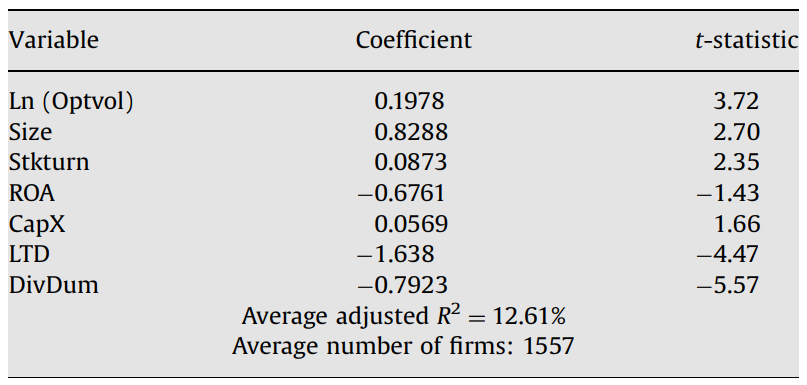 Variable Coefficient t-statistic
Ln (Optvol) 0.1978 3.72
Size 0.8288 2.70
Stkturn 0.0873 2.35
ROA −0.6761 −1.43
CapX 0.0569 1.66
LTD −1.638 −4.47
DivDum −0.7923 −5.57
Average adjusted R² = 12.61%
Average number of firms: 1557